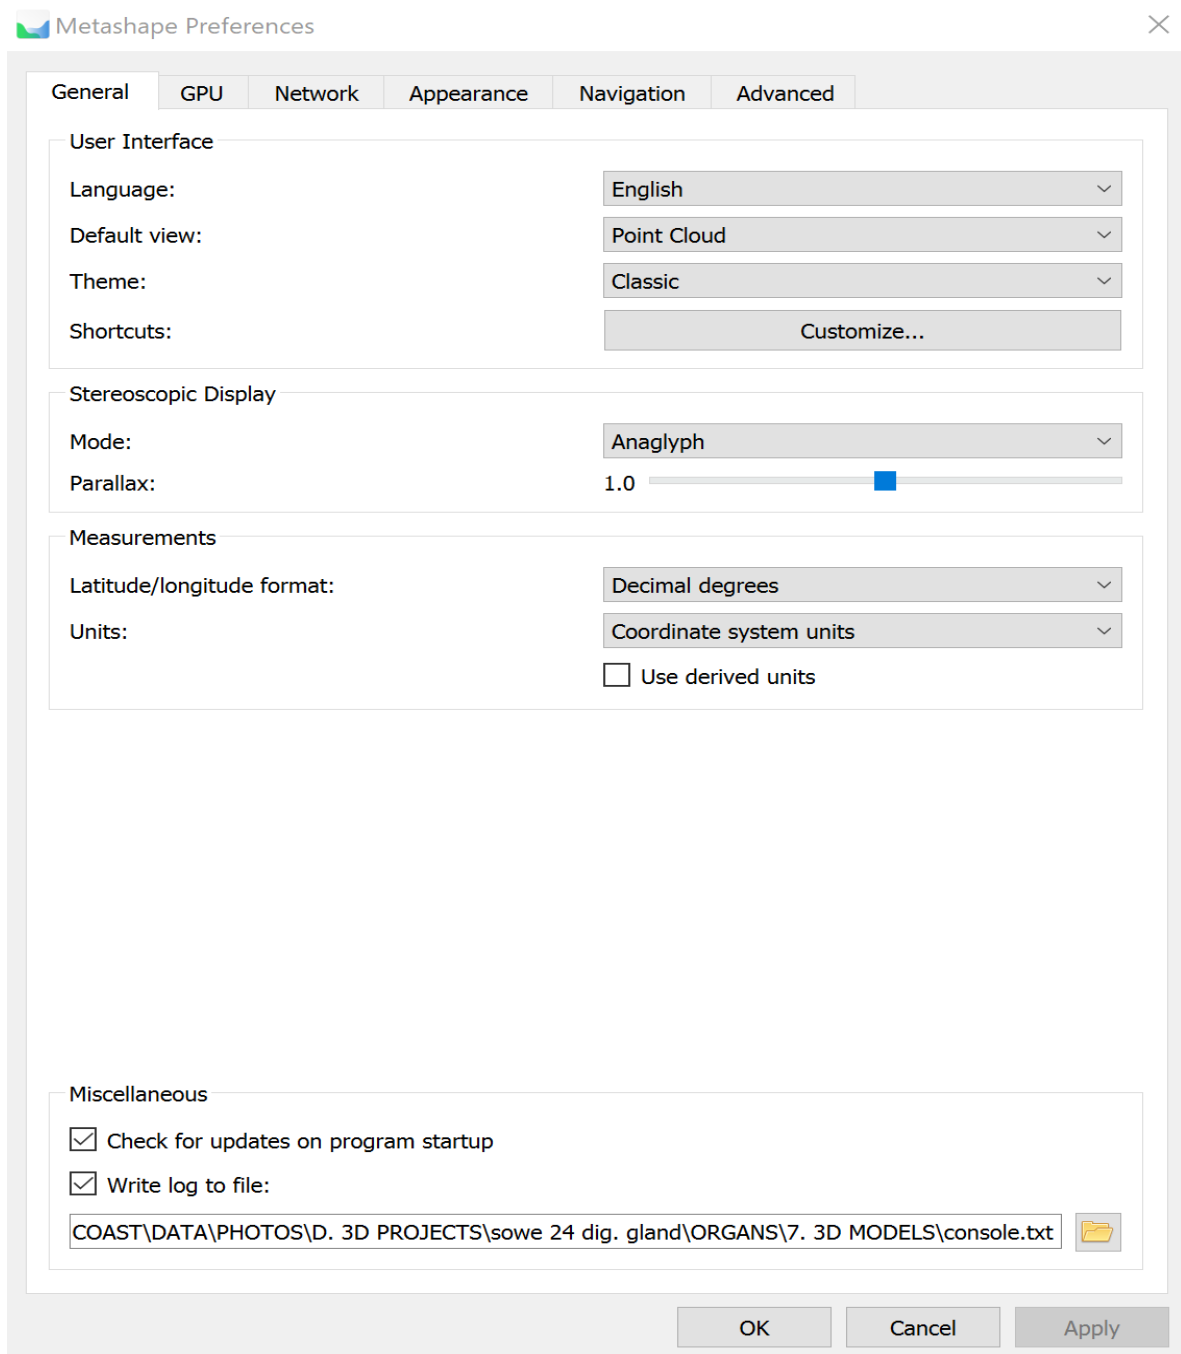 Metashape Preferences
General GPU Network Appearance Navigation Advanced
User Interface
Language: English
Default view: Point Cloud
Theme: Classic
Shortcuts: Customize...
Stereoscopic Display
Mode: Anaglyph
Parallax: 1.0
Measurements
Latitude/longitude format: Decimal degrees
Units: Coordinate system units
Use derived units
Miscellaneous
Check for updates on program startup
Write log to file:
COAST\DATA\PHOTOS\D. 3D PROJECTS\sowe 24 dig. gland\ORGANS\7. 3D MODELS\console.txt
OK Cancel Apply